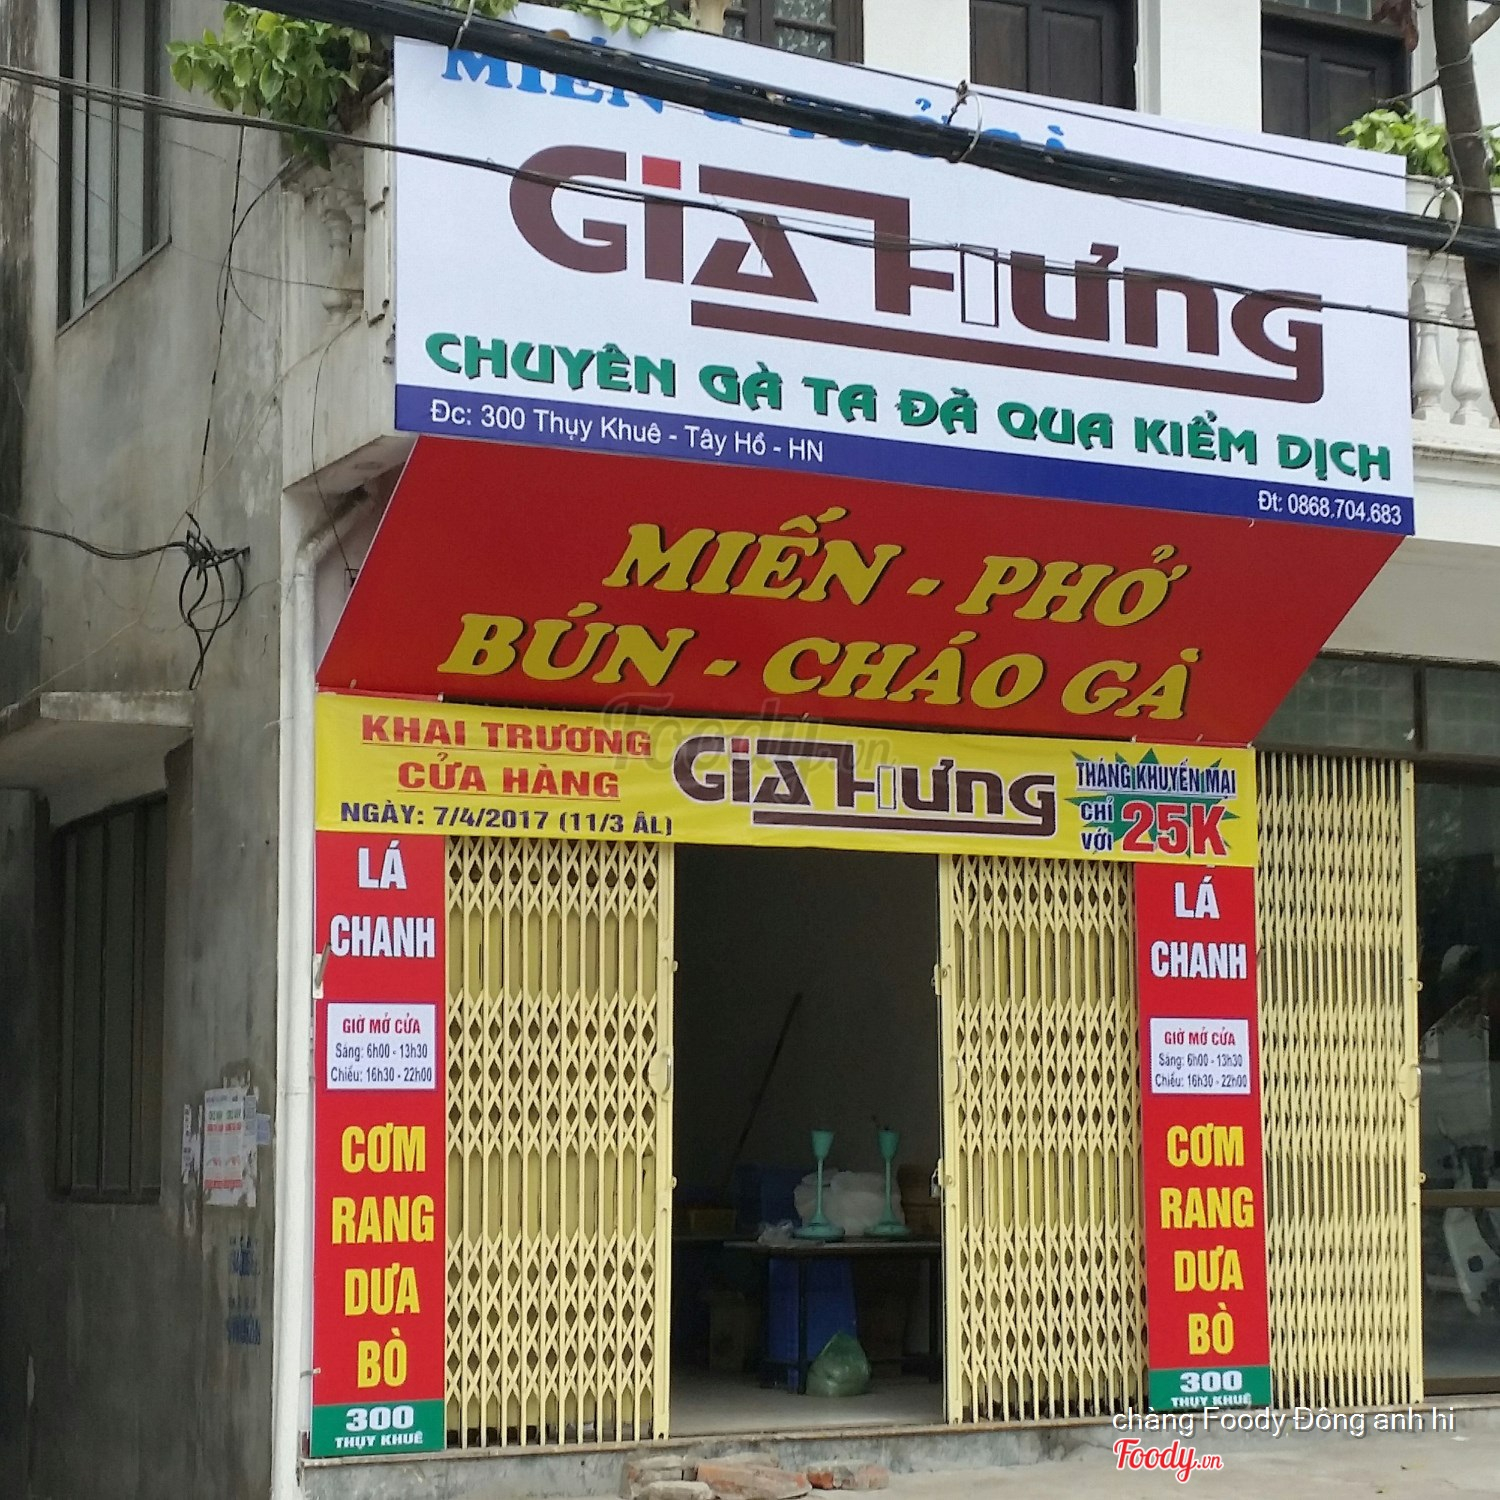 MIẾN
GIA HƯNG
CHUYÊN GÀ TA ĐÃ QUA KIỂM DỊCH
Đc: 300 Thụy Khuê - Tây Hồ - HN
Đt: 0868.704.683
MIẾN - PHỞ
BÚN - CHÁO GÀ
KHAI TRƯƠNG
CỬA HÀNG
NGÀY: 7/4/2017 (11/3 ÂL)
GIA HƯNG
THÁNG KHUYẾN MẠI
CHỈ
VỚI 25K
LÁ
CHANH
GIỜ MỞ CỬA
Sáng: 6h00 - 13h30
Chiều: 16h30 - 22h00
CƠM
RANG
DƯA
BÒ
300
THỤY KHUÊ
LÁ
CHANH
GIỜ MỞ CỬA
Sáng: 6h00 - 13h30
Chiều: 16h30 - 22h00
CƠM
RANG
DƯA
BÒ
300
THỤY KHUÊ
Foody.vn
chàng Foody Đông anh hi
Foody.vn